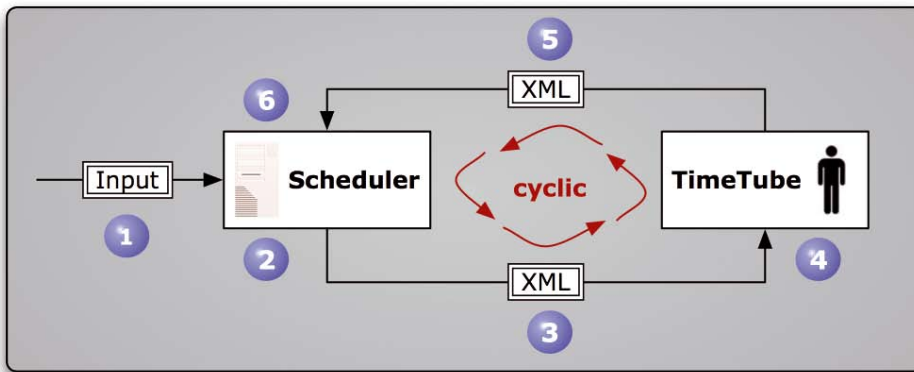 5
XML
6
Input
Scheduler
cyclic
TimeTube
1
2
4
XML
3